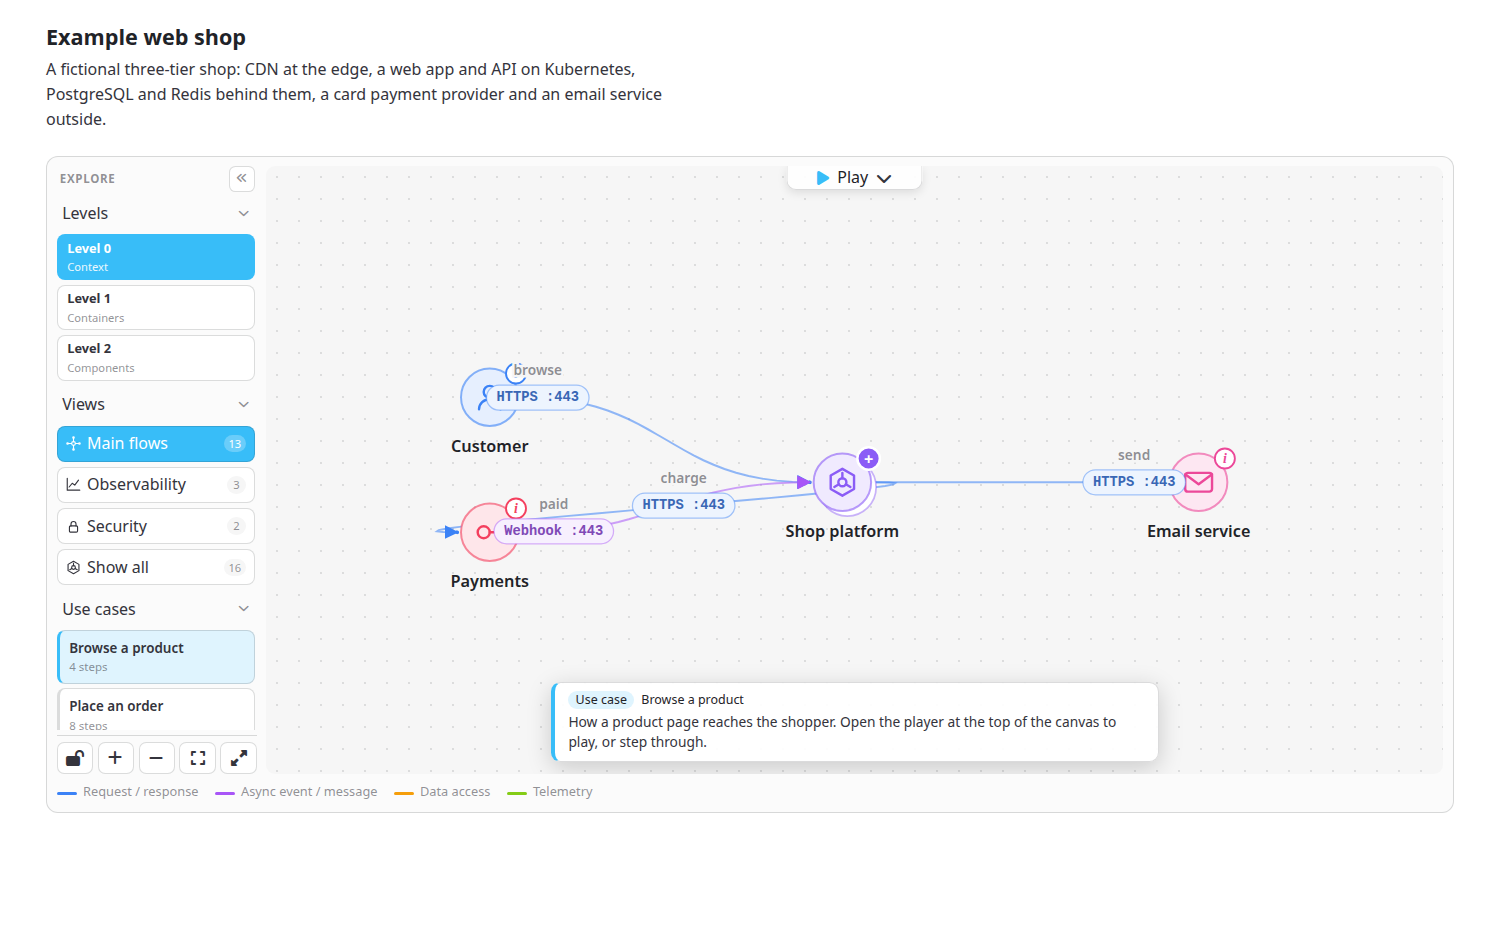 Example web shop
A fictional three-tier shop: CDN at the edge, a web app and API on Kubernetes,
PostgreSQL and Redis behind them, a card payment provider and an email service
outside.
EXPLORE
Levels
Level 0
Context
Level 1
Containers
Level 2
Components
Views
Main flows 13
Observability 3
Security 2
Show all 16
Use cases
Browse a product
4 steps
Place an order
8 steps
Play
browse
HTTPS :443
Customer
charge
HTTPS :443
paid
Webhook :443
Payments
Shop platform
send
HTTPS :443
Email service
Use case Browse a product
How a product page reaches the shopper. Open the player at the top of the canvas to
play, or step through.
Request / response
Async event / message
Data access
Telemetry